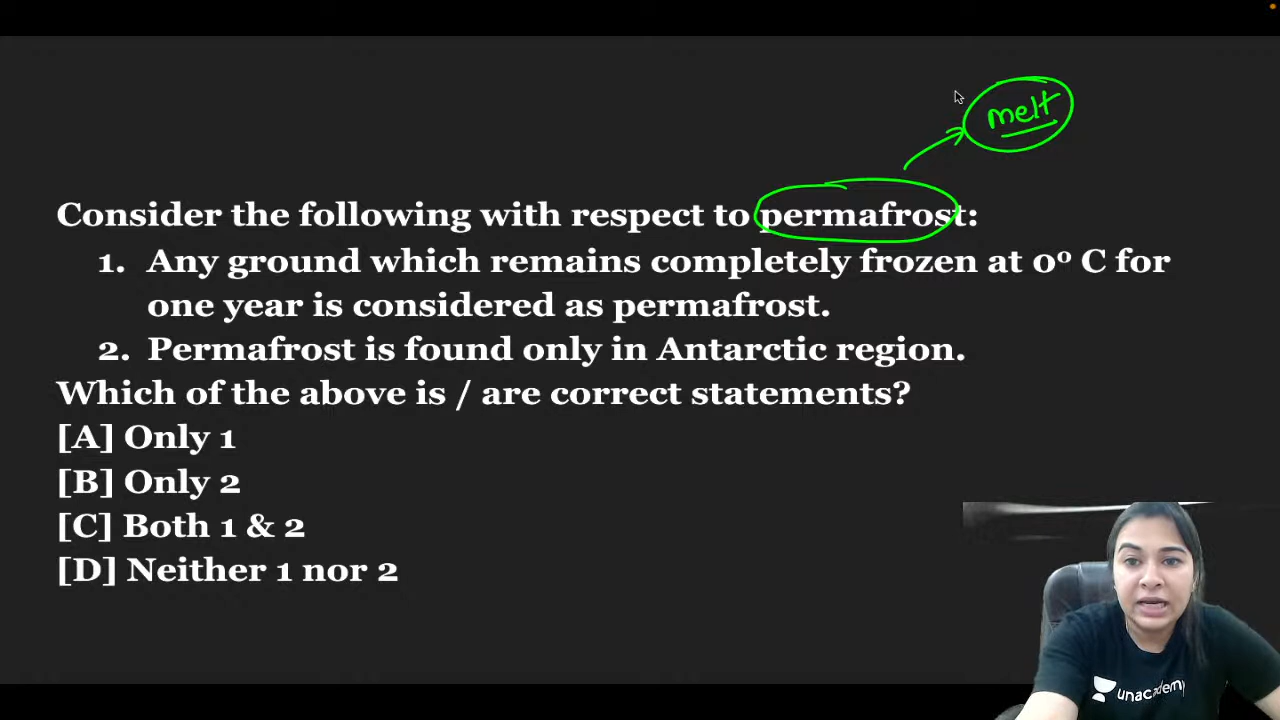 melt
Consider the following with respect to permafrost:
1. Any ground which remains completely frozen at 0º C for
one year is considered as permafrost.
2. Permafrost is found only in Antarctic region.
Which of the above is / are correct statements?
[A] Only 1
[B] Only 2
[C] Both 1 & 2
[D] Neither 1 nor 2
unacademy